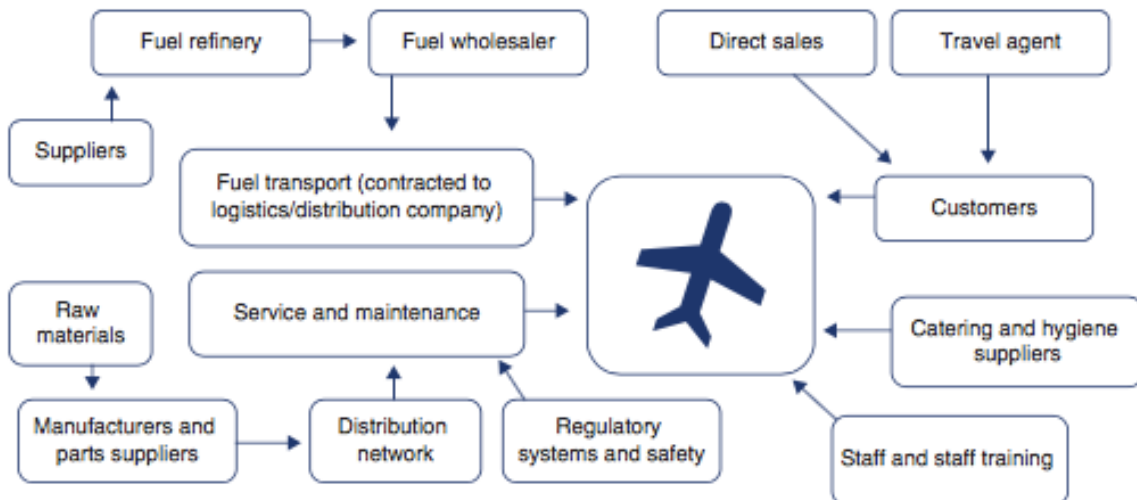 Fuel refinery
Fuel wholesaler
Direct sales
Travel agent
Suppliers
Fuel transport (contracted to
logistics/distribution company)
Customers
Raw
materials
Service and maintenance
Catering and hygiene
suppliers
Manufacturers and
parts suppliers
Distribution
network
Regulatory
systems and safety
Staff and staff training